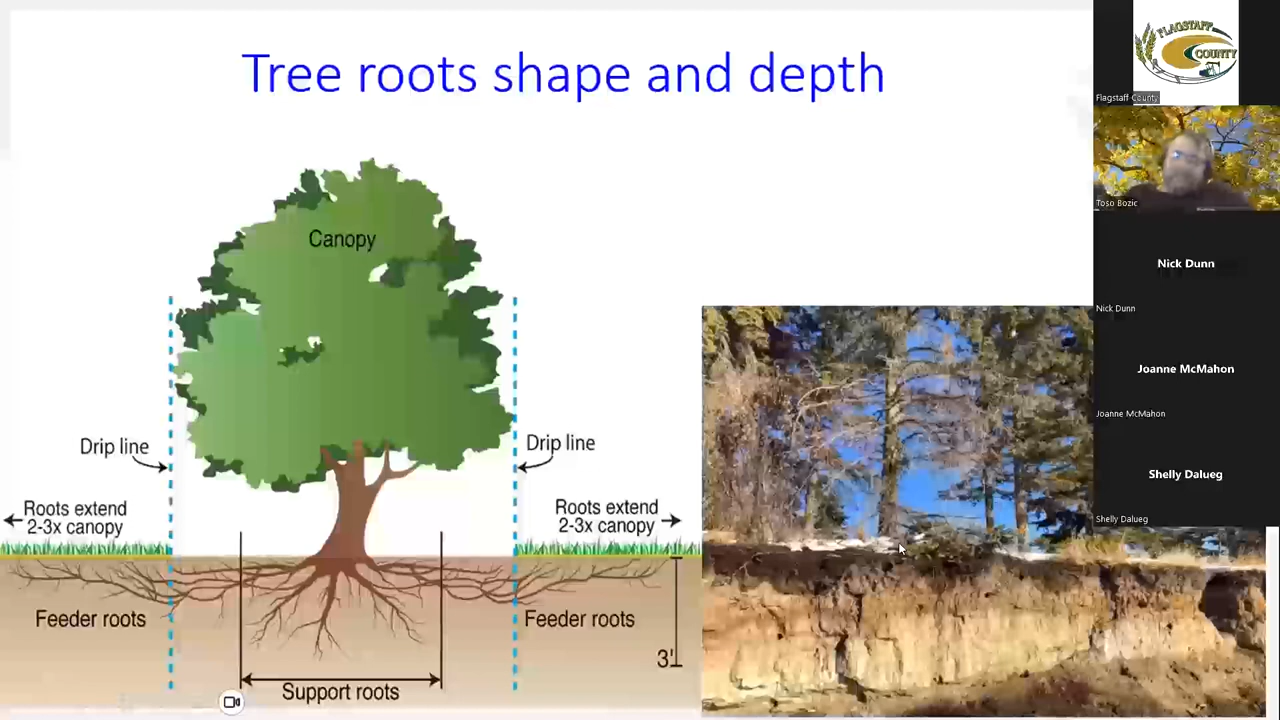 Tree roots shape and depth
Canopy
Drip line
Drip line
Roots extend
2-3x canopy
Roots extend
2-3x canopy
Feeder roots
Feeder roots
3'
Support roots
FLAGSTAFF
COUNTY
Flagstaff County
Toso Bozic
Nick Dunn
Nick Dunn
Joanne McMahon
Joanne McMahon
Shelly Dalueg
Shelly Dalueg